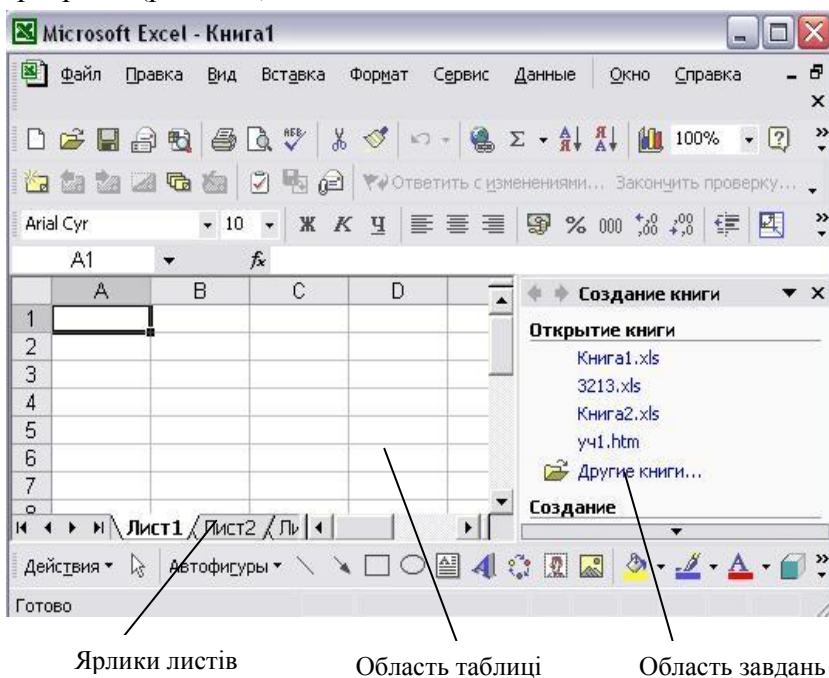 Microsoft Excel - Книга1
Файл Правка Вид Вставка Формат Сервис Данные Окно Справка
100%
Ответить с изменениями... Закончить проверку...
Arial Cyr 10 Ж К Ч % 000
A1 fx
A B C D
Создание книги
1
2
3
4
5
6
7
Открытие книги
Книга1.xls
3213.xls
Книга2.xls
уч1.htm
Другие книги...
Создание
Лист1 Лист2
Действия Автофигуры
Готово
Ярлики листів Область таблиці Область завдань